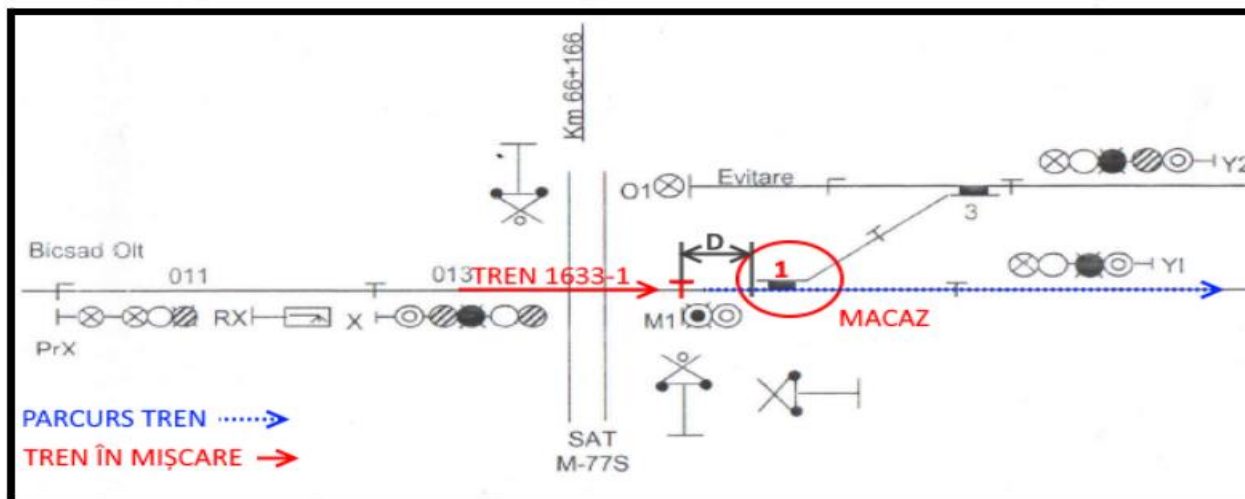 Km 66+166
O1
Evitare
Y2
3
Bicsad Olt
D
011
013
TREN 1633-1
1
YI
RX
X
M1
MACAZ
PrX
PARCURS TREN
SAT
M-77S
TREN ÎN MIȘCARE